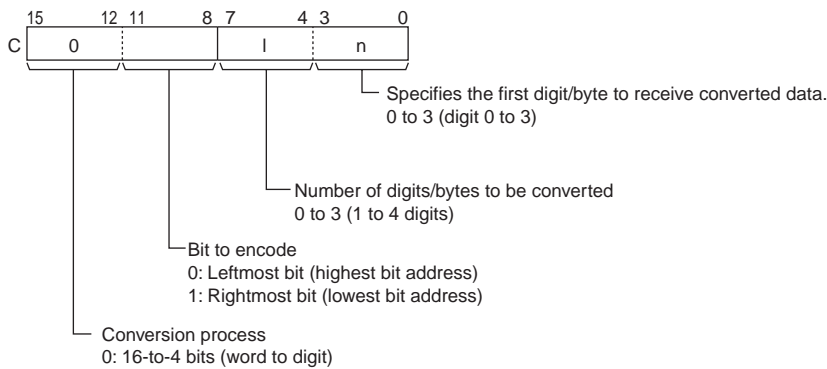 15 12 11 8 7 4 3 0
C 0 l n
Specifies the first digit/byte to receive converted data.
0 to 3 (digit 0 to 3)
Number of digits/bytes to be converted
0 to 3 (1 to 4 digits)
Bit to encode
0: Leftmost bit (highest bit address)
1: Rightmost bit (lowest bit address)
Conversion process
0: 16-to-4 bits (word to digit)